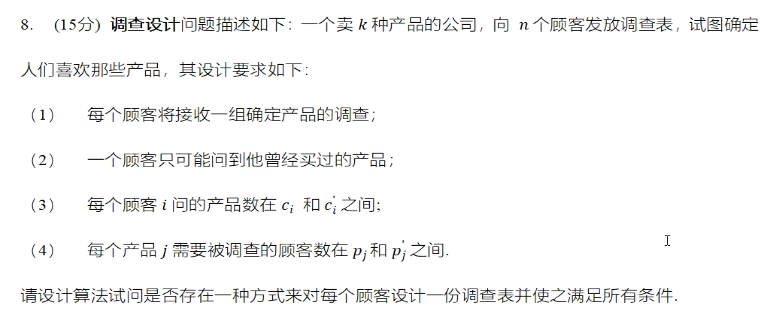 8. (15分) 调查设计问题描述如下：一个卖 k 种产品的公司，向 n 个顾客发放调查表，试图确定
人们喜欢那些产品，其设计要求如下：
（1） 每个顾客将接收一组确定产品的调查；
（2） 一个顾客只可能问到他曾经买过的产品；
（3） 每个顾客 i 问的产品数在 c_i 和 c_i' 之间;
（4） 每个产品 j 需要被调查的顾客数在 p_j 和 p_j' 之间.
请设计算法试问是否存在一种方式来对每个顾客设计一份调查表并使之满足所有条件.